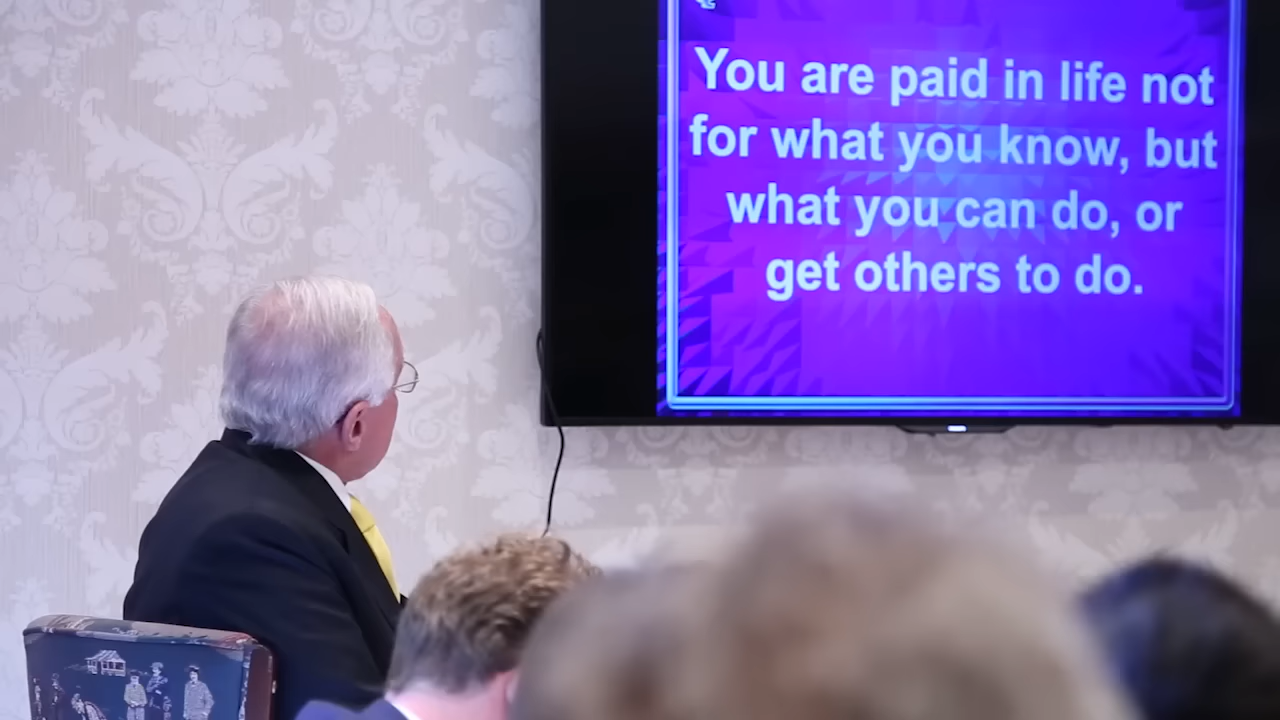 You are paid in life not
for what you know, but
what you can do, or
get others to do.